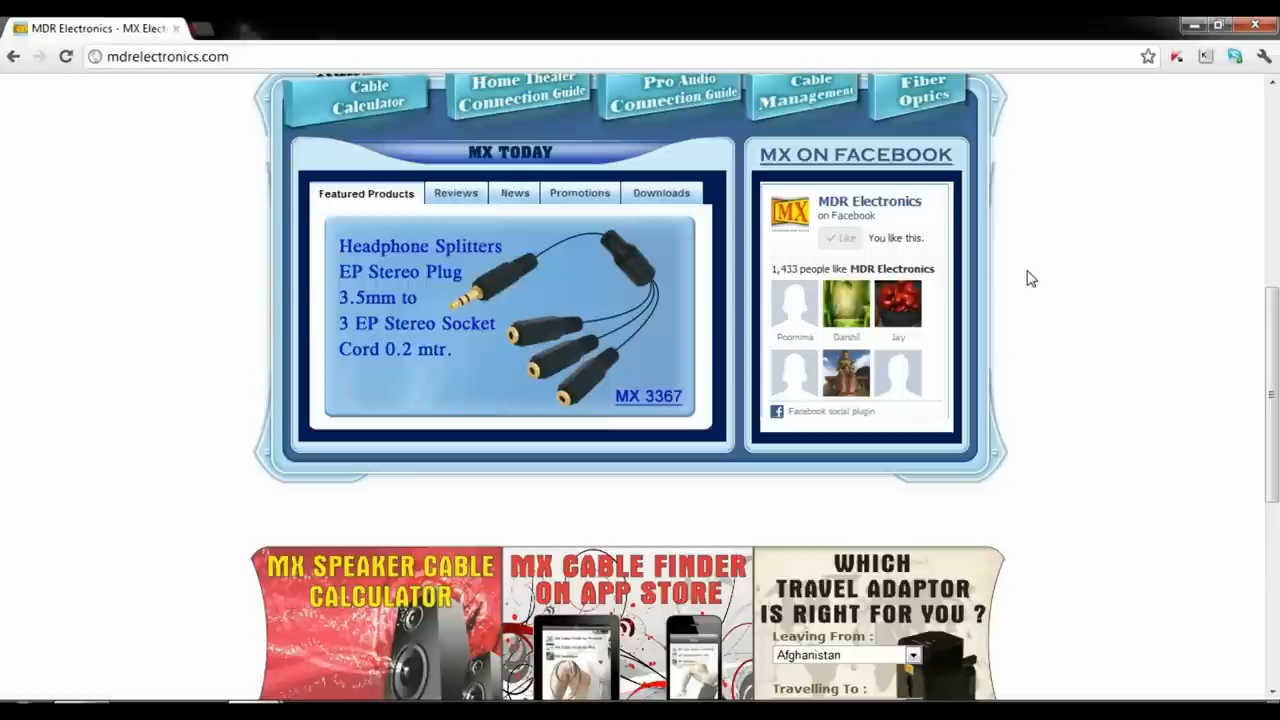 MDR Electronics - MX Elect
mdrelectronics.com
Cable
Calculator
Home Theater
Connection Guide
Pro Audio
Connection Guide
Cable
Management
Fiber
Optics
MX TODAY
Featured Products
Reviews
News
Promotions
Downloads
Headphone Splitters
EP Stereo Plug
3.5mm to
3 EP Stereo Socket
Cord 0.2 mtr.
MX 3367
MX ON FACEBOOK
MX
MDR Electronics
on Facebook
Like
You like this.
1,433 people like MDR Electronics
Poornima
Darshil
Jay
Facebook social plugin
MX SPEAKER CABLE
CALCULATOR
MX CABLE FINDER
ON APP STORE
WHICH
TRAVEL ADAPTOR
IS RIGHT FOR YOU ?
Leaving From :
Afghanistan
Travelling To :